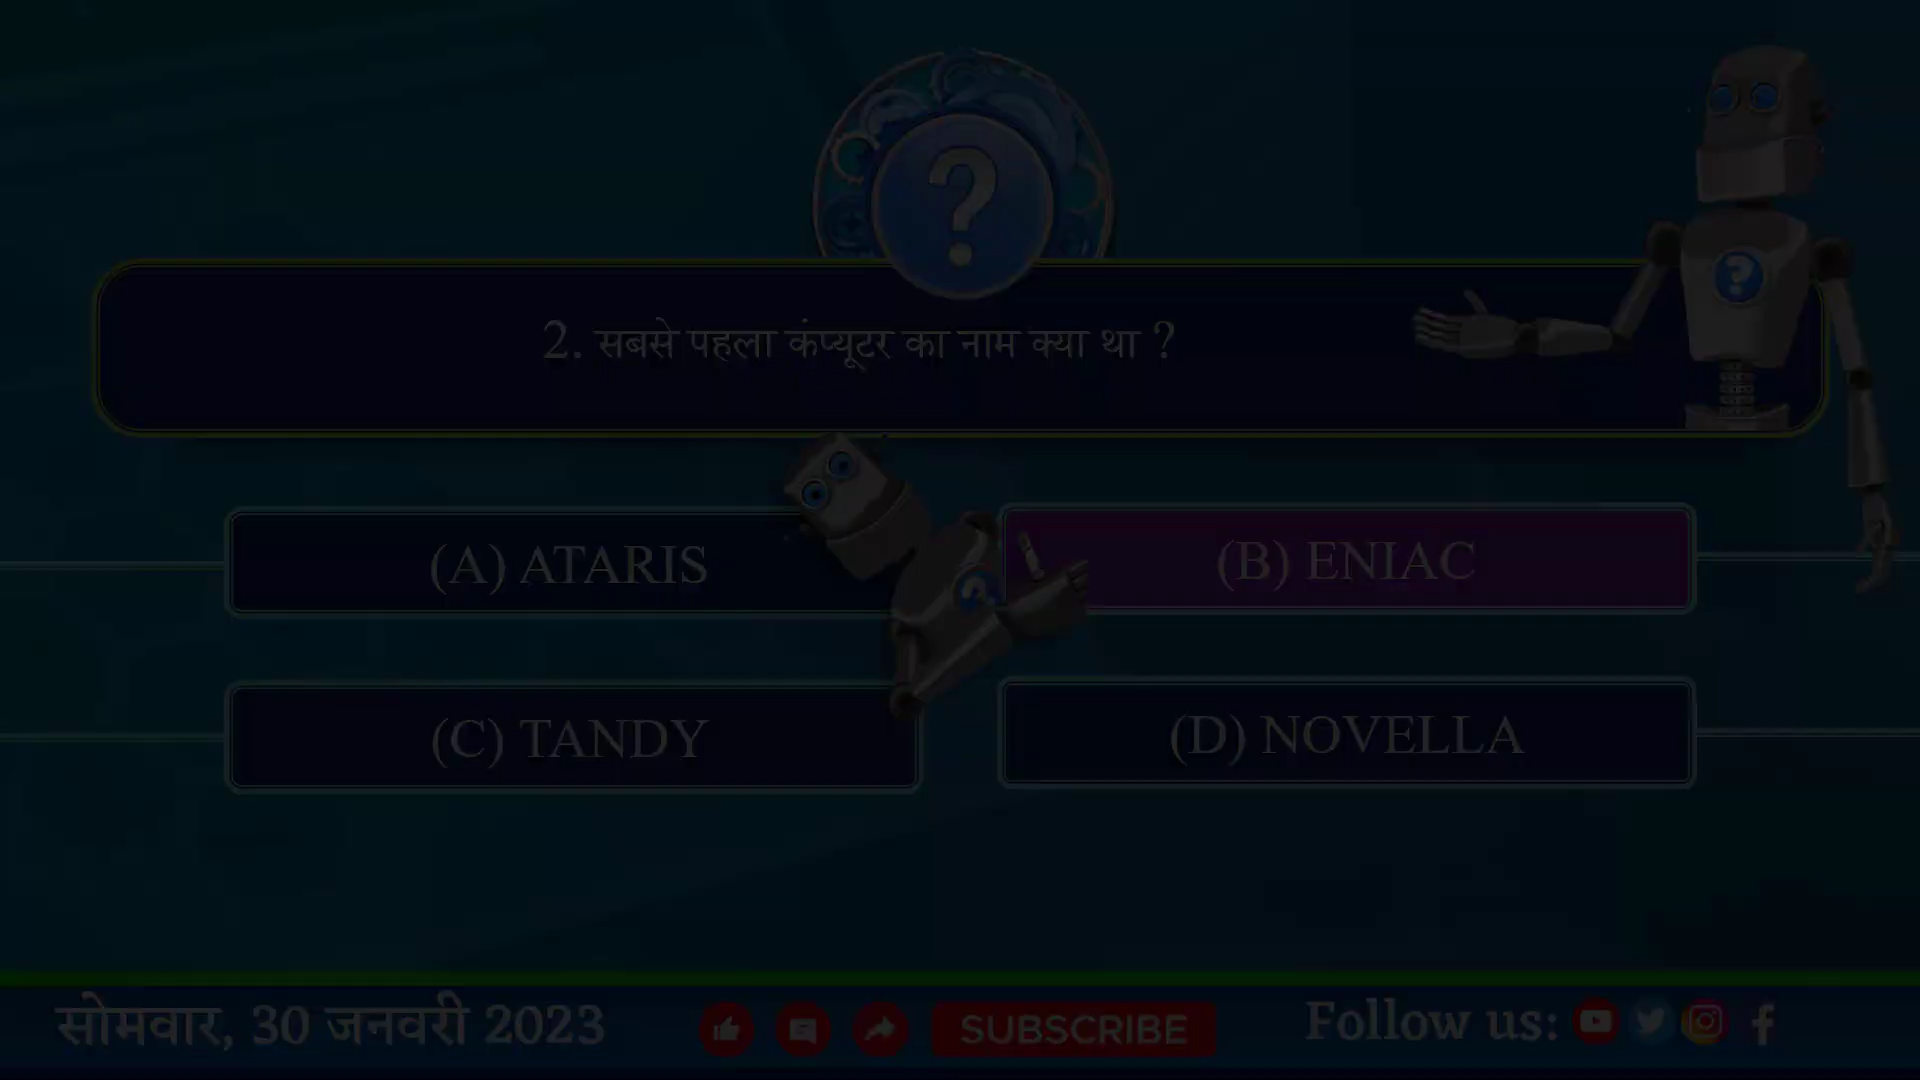 2. सबसे पहला कंप्यूटर का नाम क्या था ?
(A) ATARIS
(B) ENIAC
(C) TANDY
(D) NOVELLA
सोमवार, 30 जनवरी 2023
SUBSCRIBE
Follow us: